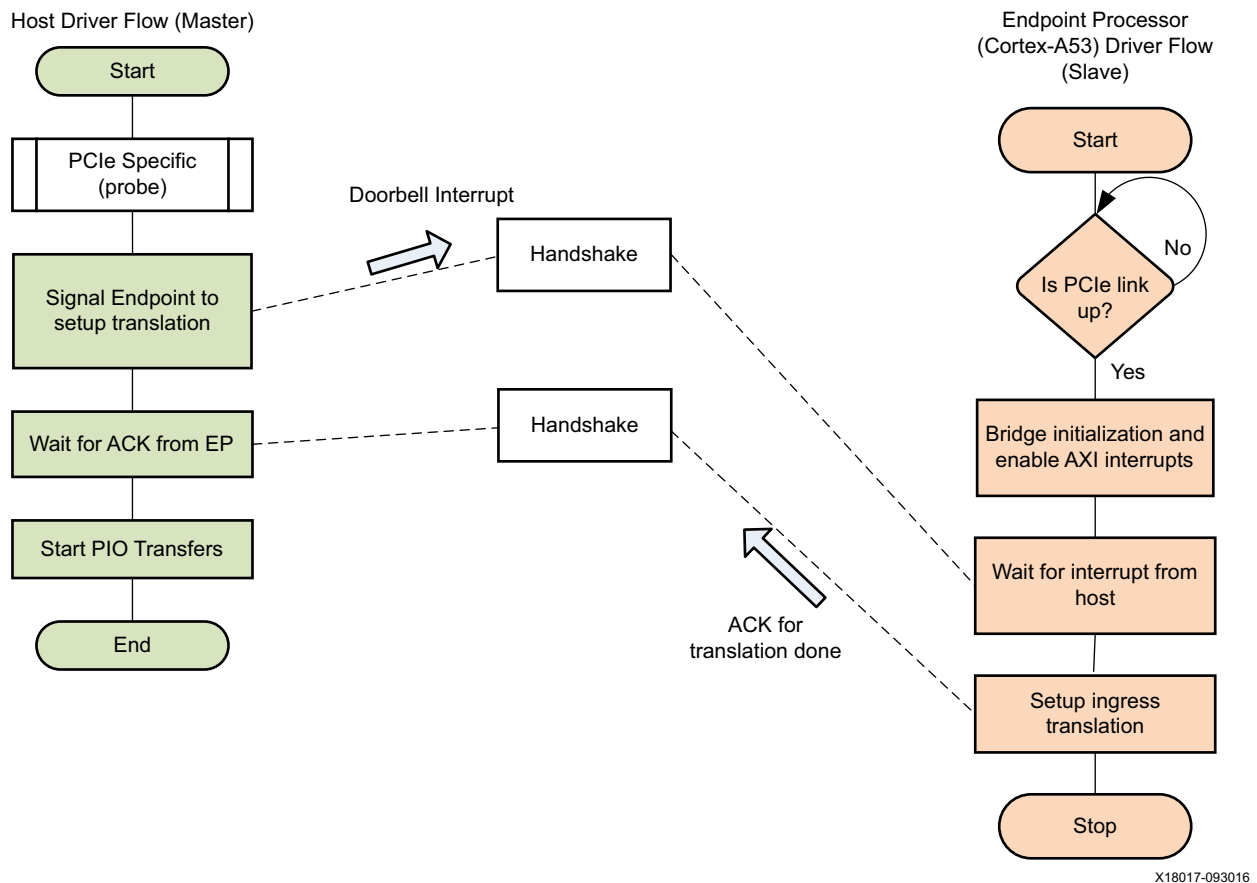 Host Driver Flow (Master)
Start
PCIe Specific
(probe)
Signal Endpoint to
setup translation
Wait for ACK from EP
Start PIO Transfers
End
Doorbell Interrupt
Handshake
Handshake
ACK for
translation done
Endpoint Processor
(Cortex-A53) Driver Flow
(Slave)
Start
Is PCIe link
up?
No
Yes
Bridge initialization and
enable AXI interrupts
Wait for interrupt from
host
Setup ingress
translation
Stop
X18017-093016